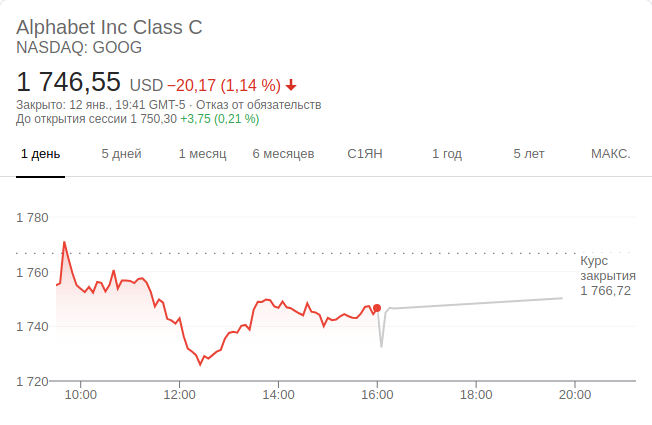 Alphabet Inc Class C
NASDAQ: GOOG
1 746,55 USD −20,17 (1,14 %)
Закрыто: 12 янв., 19:41 GMT-5 · Отказ от обязательств
До открытия сессии 1 750,30 +3,75 (0,21 %)
1 день 5 дней 1 месяц 6 месяцев С1ЯН 1 год 5 лет МАКС.
1 780
1 760
1 740
1 720
Курс
закрытия
1 766,72
10:00 12:00 14:00 16:00 18:00 20:00